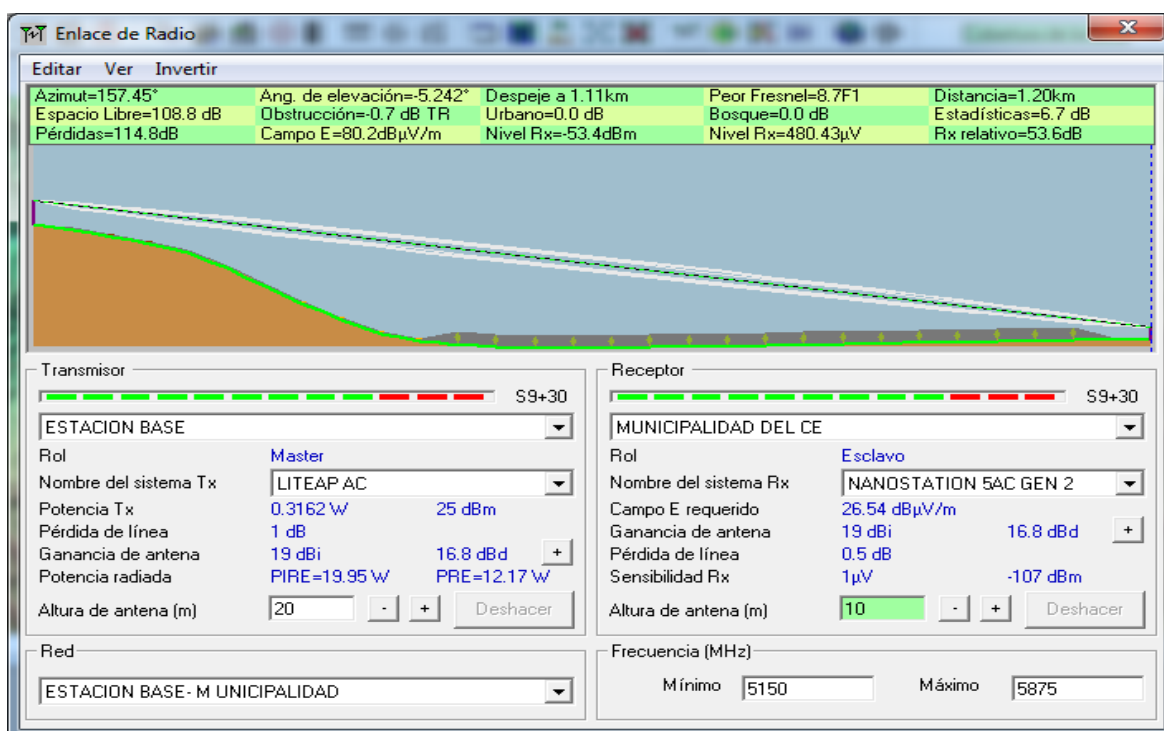 Enlace de Radio
Editar Ver Invertir
Azimut=157.45° Ang. de elevación=-5.242° Despeje a 1.11km Peor Fresnel=8.7F1 Distancia=1.20km
Espacio Libre=108.8 dB Obstrucción=-0.7 dB TR Urbano=0.0 dB Bosque=0.0 dB Estadísticas=6.7 dB
Pérdidas=114.8dB Campo E=80.2dBµV/m Nivel Rx=-53.4dBm Nivel Rx=480.43µV Rx relativo=53.6dB
Transmisor
S9+30
ESTACION BASE
Rol Master
Nombre del sistema Tx LITEAP AC
Potencia Tx 0.3162 W 25 dBm
Pérdida de línea 1 dB
Ganancia de antena 19 dBi 16.8 dBd +
Potencia radiada PIRE=19.95 W PRE=12.17 W
Altura de antena (m) 20 - + Deshacer
Receptor
S9+30
MUNICIPALIDAD DEL CE
Rol Esclavo
Nombre del sistema Rx NANOSTATION 5AC GEN 2
Campo E requerido 26.54 dBµV/m
Ganancia de antena 19 dBi 16.8 dBd +
Pérdida de línea 0.5 dB
Sensibilidad Rx 1µV -107 dBm
Altura de antena (m) 10 - + Deshacer
Red
ESTACION BASE- M UNICIPALIDAD
Frecuencia (MHz)
Mínimo 5150 Máximo 5875